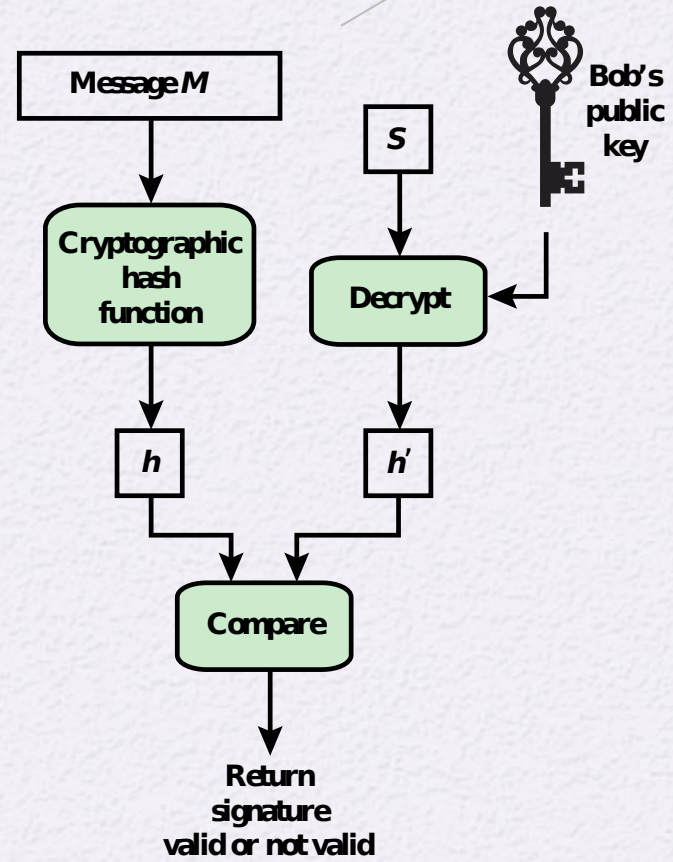 Message M
S
Bob's
public
key
Cryptographic
hash
function
Decrypt
h
h'
Compare
Return
signature
valid or not valid